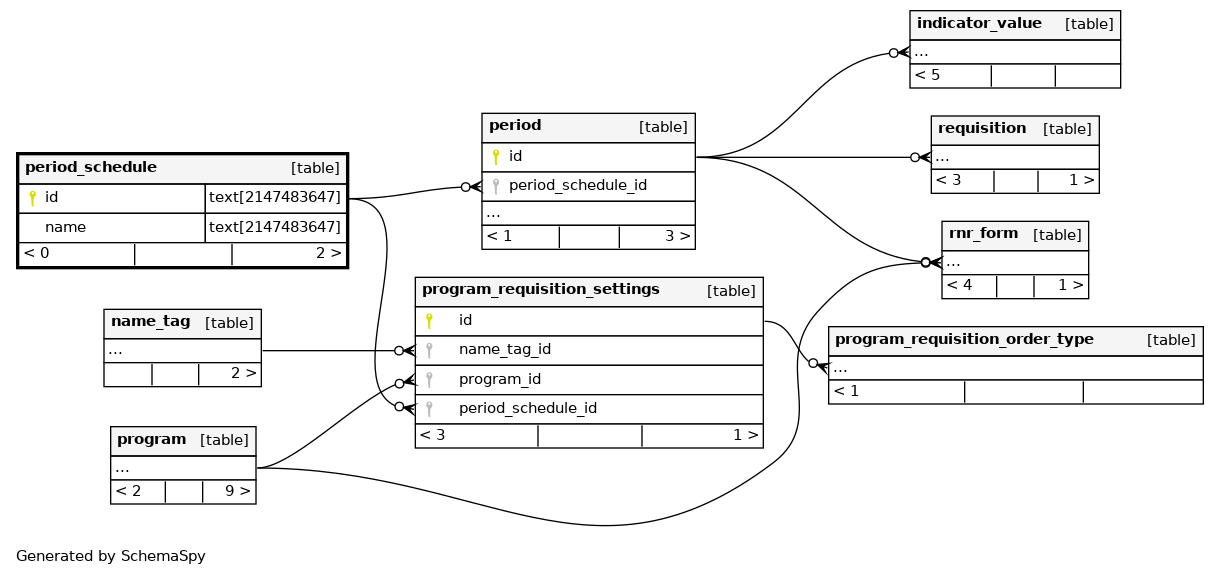 indicator_value [table]
...
< 5
period [table]
id
period_schedule_id
...
< 1 3 >
requisition [table]
...
< 3 1 >
period_schedule [table]
id text[2147483647]
name text[2147483647]
< 0 2 >
rnr_form [table]
...
< 4 1 >
program_requisition_settings [table]
id
name_tag_id
program_id
period_schedule_id
< 3 1 >
name_tag [table]
...
2 >
program_requisition_order_type [table]
...
< 1
program [table]
...
< 2 9 >
Generated by SchemaSpy